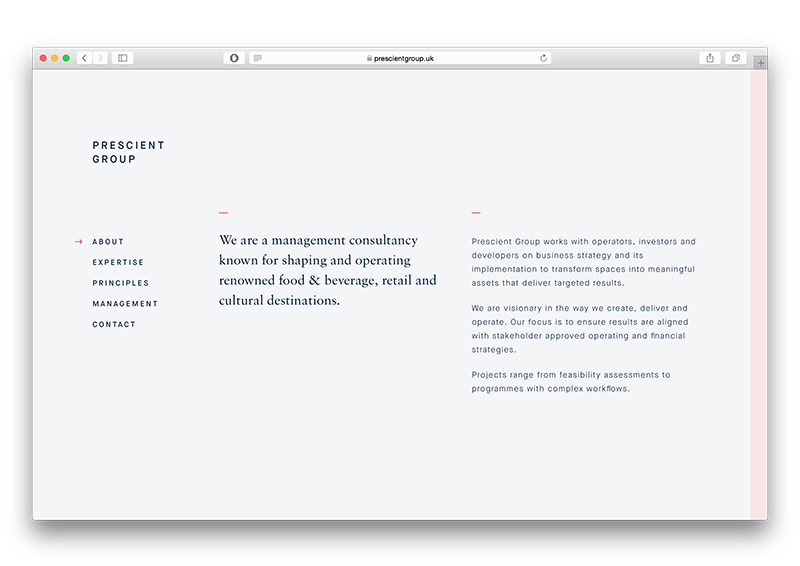 prescientgroup.uk
PRESCIENT
GROUP
→ ABOUT
EXPERTISE
PRINCIPLES
MANAGEMENT
CONTACT
We are a management consultancy
known for shaping and operating
renowned food & beverage, retail and
cultural destinations.
Prescient Group works with operators, investors and
developers on business strategy and its
implementation to transform spaces into meaningful
assets that deliver targeted results.
We are visionary in the way we create, deliver and
operate. Our focus is to ensure results are aligned
with stakeholder approved operating and financial
strategies.
Projects range from feasibility assessments to
programmes with complex workflows.